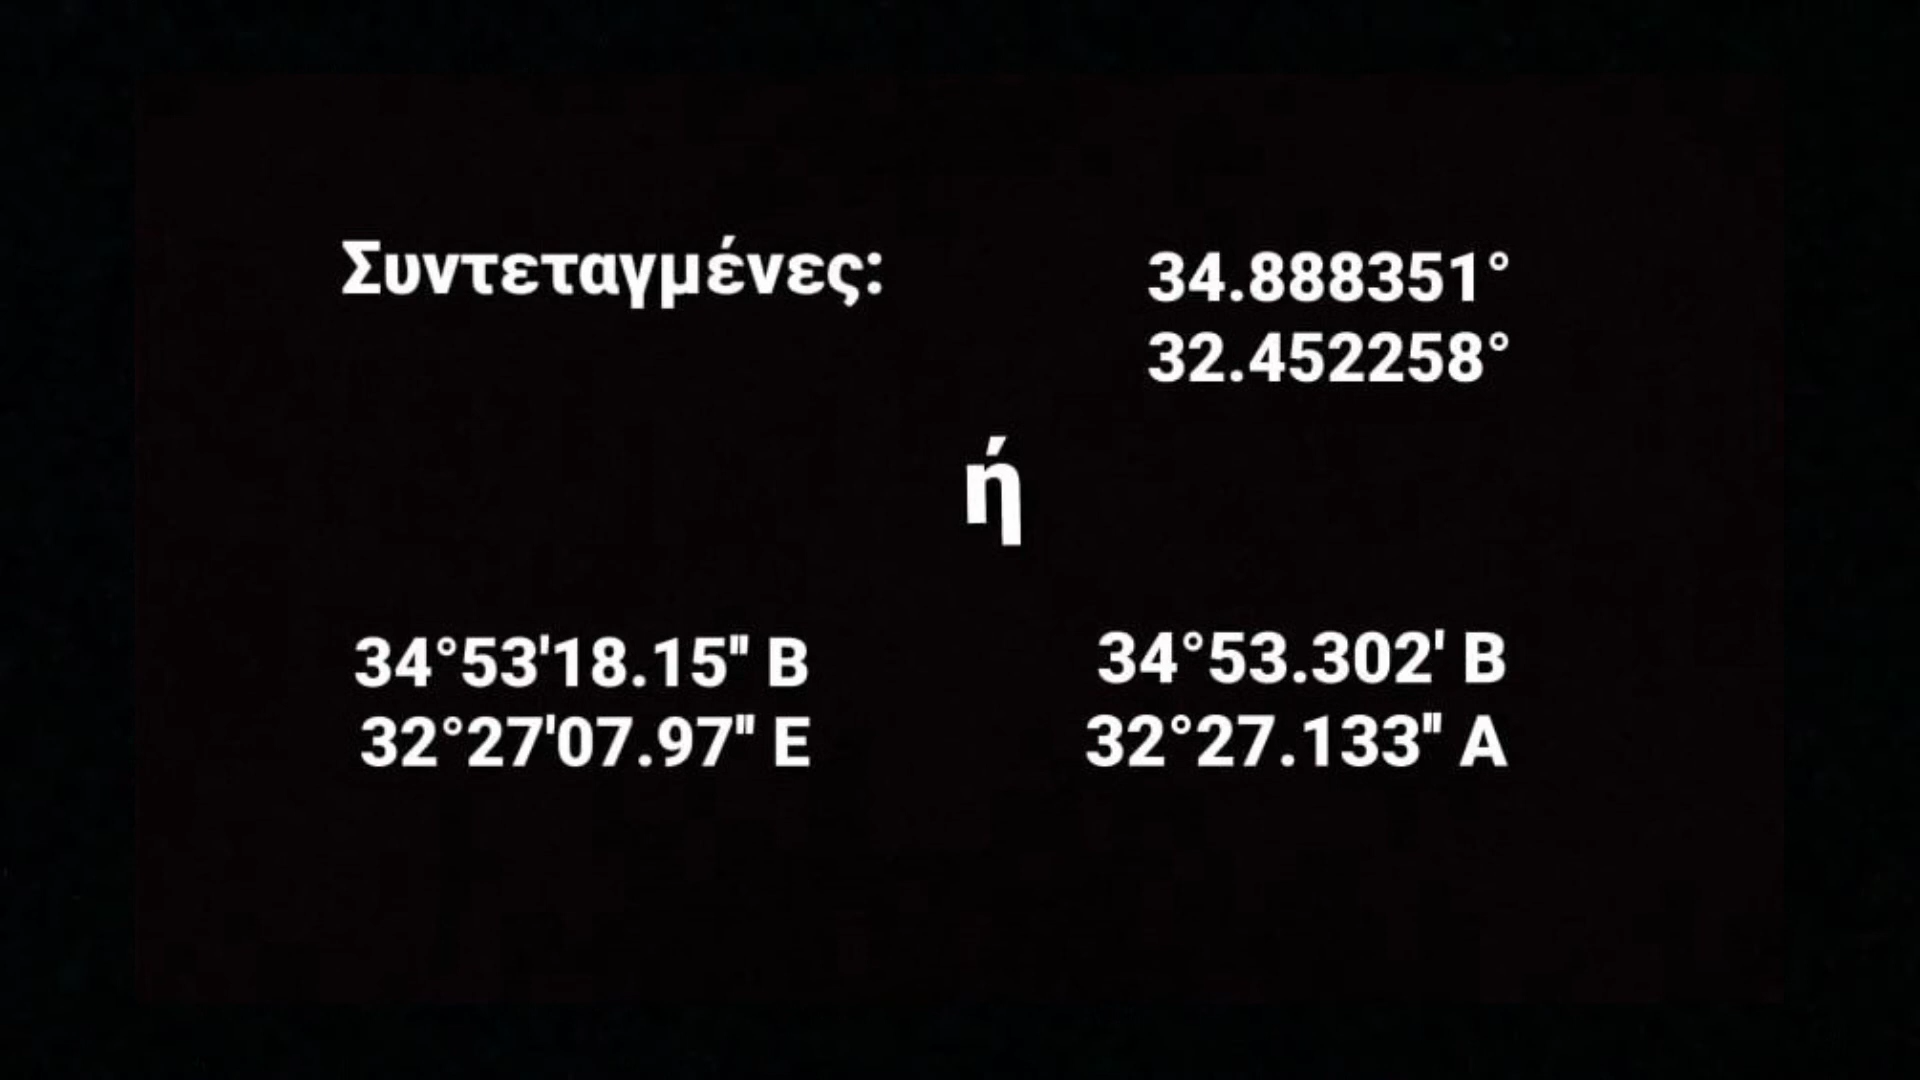 Συντεταγμένες:
34.888351°
32.452258°
ή
34°53'18.15" Β
32°27'07.97" Ε
34°53.302' Β
32°27.133" Α